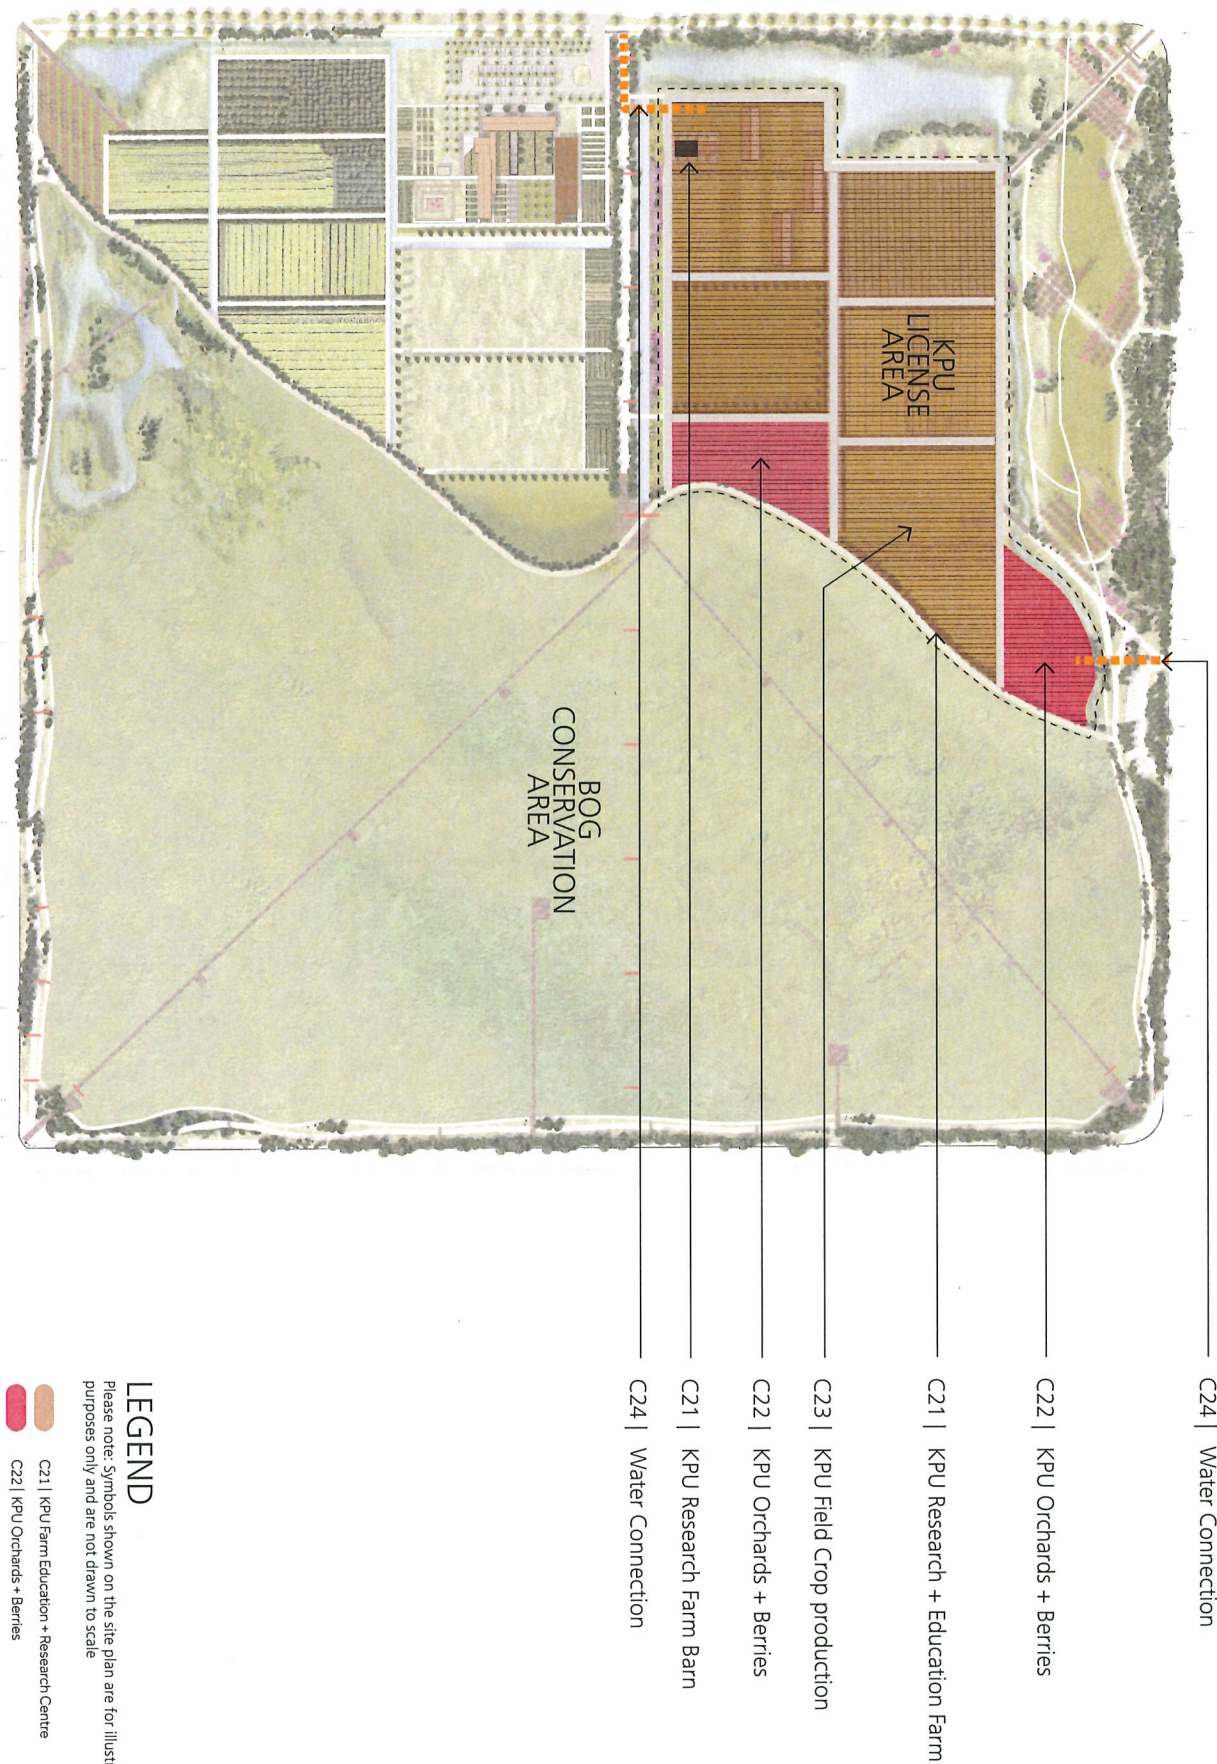 KPU
LICENSE
AREA
BOG
CONSERVATION
AREA
C24 | Water Connection
C22 | KPU Orchards + Berries
C21 | KPU Research + Education Farm
C23 | KPU Field Crop production
C22 | KPU Orchards + Berries
C21 | KPU Research Farm Barn
C24 | Water Connection
LEGEND
Please note: Symbols shown on the site plan are for
purposes only and are not drawn to scale
C21 | KPU Farm Education + Research Centre
C22 | KPU Orchards + Berries